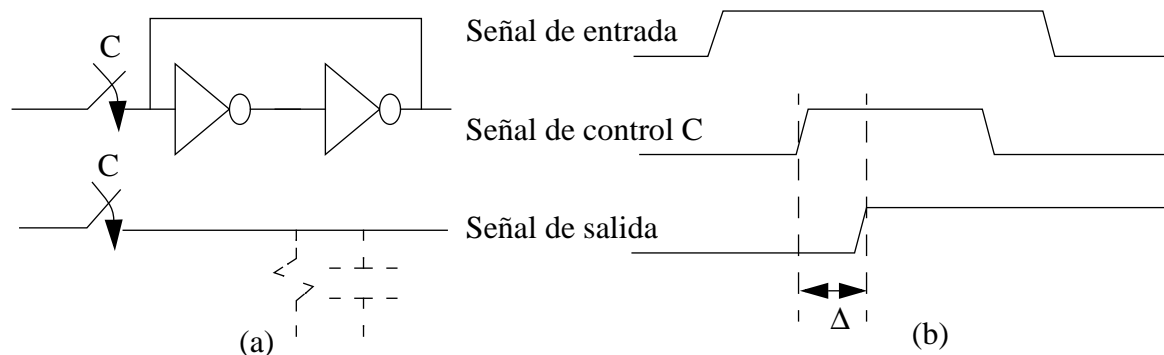 C
C
(a)
Señal de entrada
Señal de control C
Señal de salida
Δ
(b)